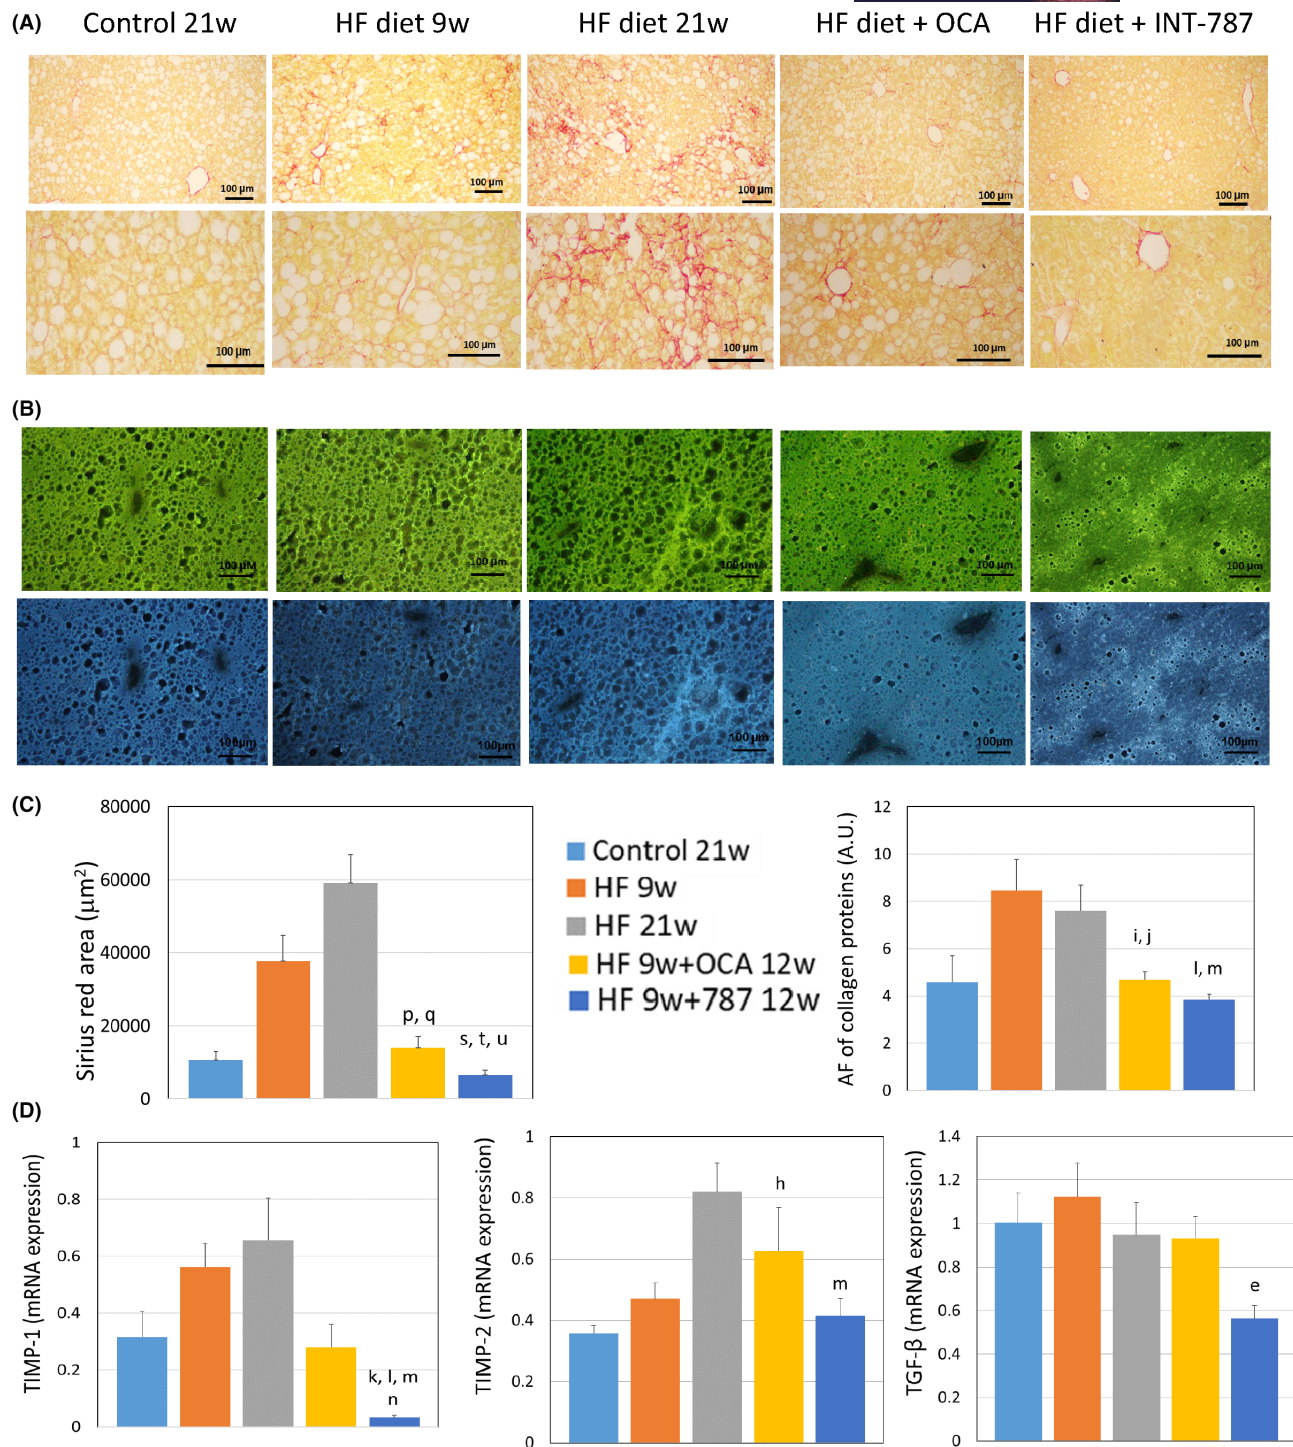 (A)
Control 21w
HF diet 9w
HF diet 21w
HF diet + OCA
HF diet + INT-787
100 µm
100 µm
100 µm
100 µm
100 µm
100 µm
100 µm
100 µm
100 µm
100 µm
(B)
100 µM
100 µm
100 µm
100 µm
100 µm
100µm
100µm
100µm
100µm
100µm
(C)
80000
60000
40000
20000
0
Sirius red area (µm²)
p, q
s, t, u
Control 21w
HF 9w
HF 21w
HF 9w+OCA 12w
HF 9w+787 12w
12
10
8
6
4
2
0
AF of collagen proteins (A.U.)
i, j
l, m
(D)
1
0.8
0.6
0.4
0.2
0
TIMP-1 (mRNA expression)
k, l, m
n
1
0.8
0.6
0.4
0.2
0
TIMP-2 (mRNA expression)
h
m
1.4
1.2
1
0.8
0.6
0.4
0.2
0
TGF-β (mRNA expression)
e